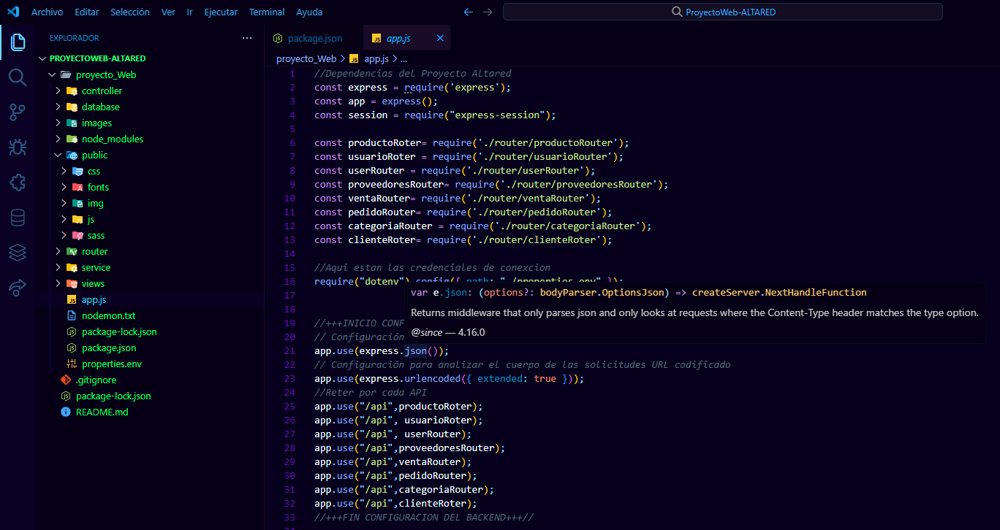 Archivo Editar Selección Ver Ir Ejecutar Terminal Ayuda
ProyectoWeb-ALTARED
EXPLORADOR
PROYECTOWEB-ALTARED
proyecto_Web
controller
database
images
node_modules
public
css
fonts
img
js
sass
router
service
views
app.js
nodemon.txt
package-lock.json
package.json
properties.env
.gitignore
package-lock.json
README.md
package.json
app.js
proyecto_Web > app.js > ...
1 //Dependencias del Proyecto Altared
2 const express = require('express');
3 const app = express();
4 const session = require("express-session");
5
6 const productoRoter= require('./router/productoRouter');
7 const usuarioRoter = require('./router/usuarioRouter');
8 const userRouter = require('./router/userRouter');
9 const proveedoresRouter= require('./router/proveedoresRouter');
10 const ventaRouter= require('./router/ventaRouter');
11 const pedidoRouter= require('./router/pedidoRouter');
12 const categoriaRouter = require('./router/categoriaRouter');
13 const clienteRoter= require('./router/clienteRoter');
14
15 //Aqui estan las credenciales de conexcion
16 require("dotenv").config({ path: "./properties.env" });
17
18
var e.json: (options?: bodyParser.OptionsJson) => createServer.NextHandleFunction
Returns middleware that only parses json and only looks at requests where the Content-Type header matches the type option.
@since — 4.16.0
19 //+++INICIO CONF
20 // Configuración
21 app.use(express.json());
22 // Configuración para analizar el cuerpo de las solicitudes URL codificado
23 app.use(express.urlencoded({ extended: true }));
24 //Reter por cada API
25 app.use("/api",productoRoter);
26 app.use("/api", usuarioRoter);
27 app.use("/api", userRouter);
28 app.use("/api",proveedoresRouter);
29 app.use("/api",ventaRouter);
30 app.use("/api",pedidoRouter);
31 app.use("/api",categoriaRouter);
32 app.use("/api",clienteRoter);
33 //+++FIN CONFIGURACION DEL BACKEND+++//